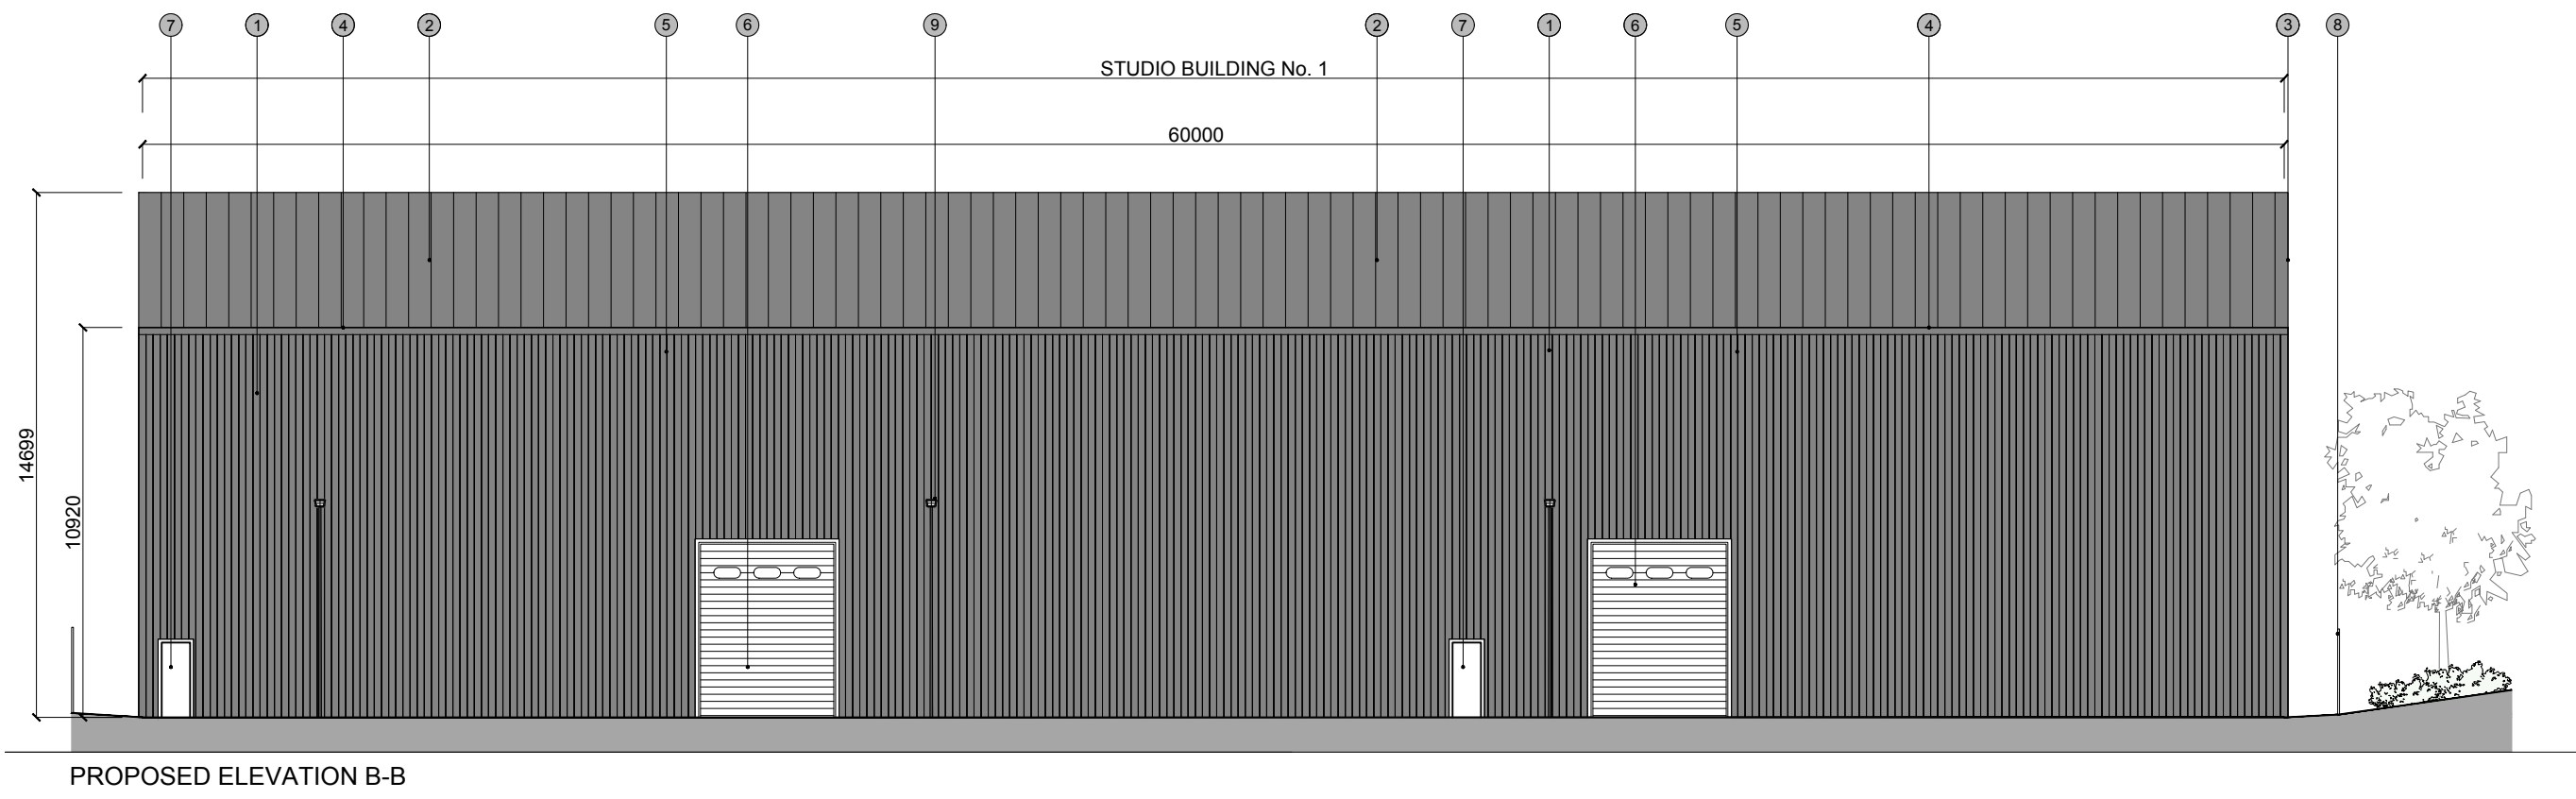 7 1 4 2 5 6 9 2 7 1 6 5 4 3 8
STUDIO BUILDING No. 1
60000
14699
10920
PROPOSED ELEVATION B-B